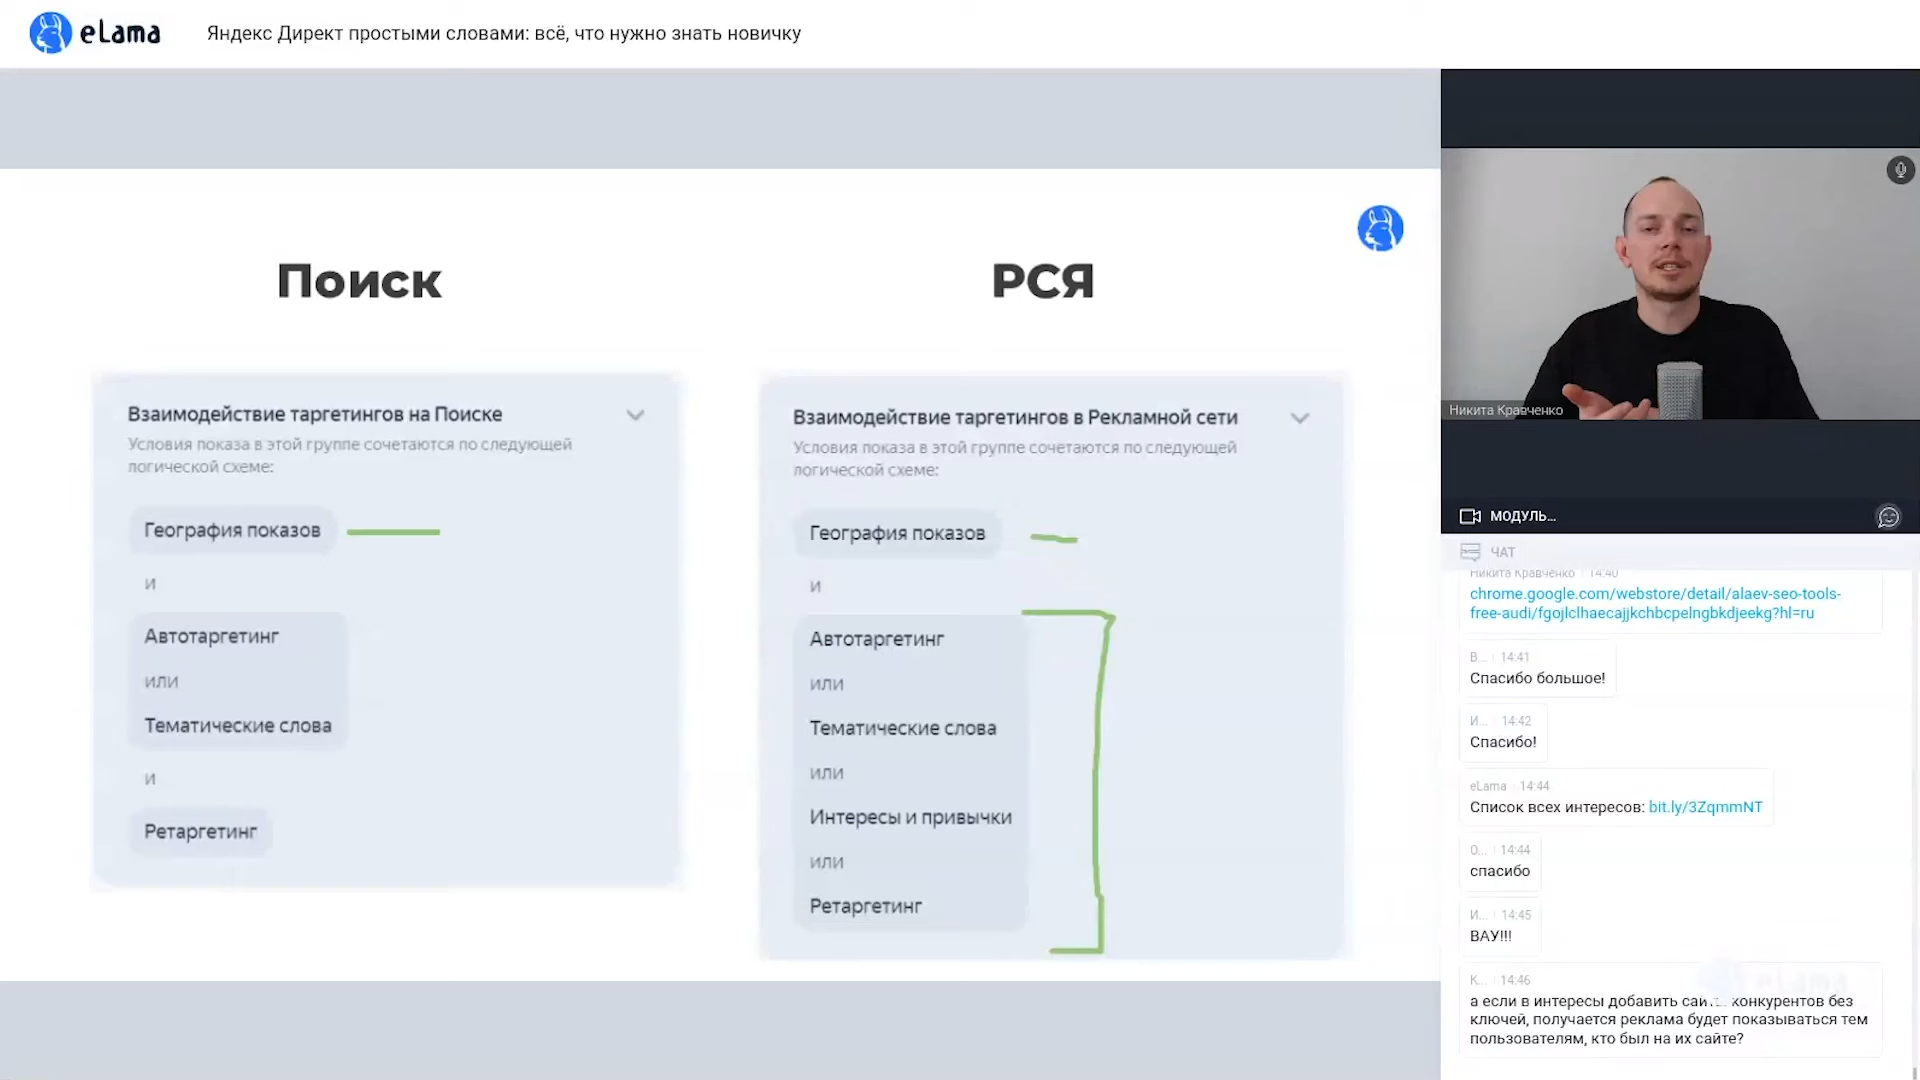 eLama
Яндекс Директ простыми словами: всё, что нужно знать новичку
Поиск
Взаимодействие таргетингов на Поиске
Условия показа в этой группе сочетаются по следующей
логической схеме:
География показов
и
Автотаргетинг
или
Тематические слова
и
Ретаргетинг
РСЯ
Взаимодействие таргетингов в Рекламной сети
Условия показа в этой группе сочетаются по следующей
логической схеме:
География показов
и
Автотаргетинг
или
Тематические слова
или
Интересы и привычки
или
Ретаргетинг
Никита Кравченко
МОДУЛЬ...
ЧАТ
Никита Кравченко 14:40
chrome.google.com/webstore/detail/alaev-seo-tools-
free-audi/fgojlclhaecajjkchbcpelngbkdjeekg?hl=ru
В... 14:41
Спасибо большое!
И... 14:42
Спасибо!
eLama 14:44
Список всех интересов: bit.ly/3ZqmmNT
О... 14:44
спасибо
И... 14:45
ВАУ!!!
К... 14:46
eLama
а если в интересы добавить сайты конкурентов без
ключей, получается реклама будет показываться тем
пользователям, кто был на их сайте?